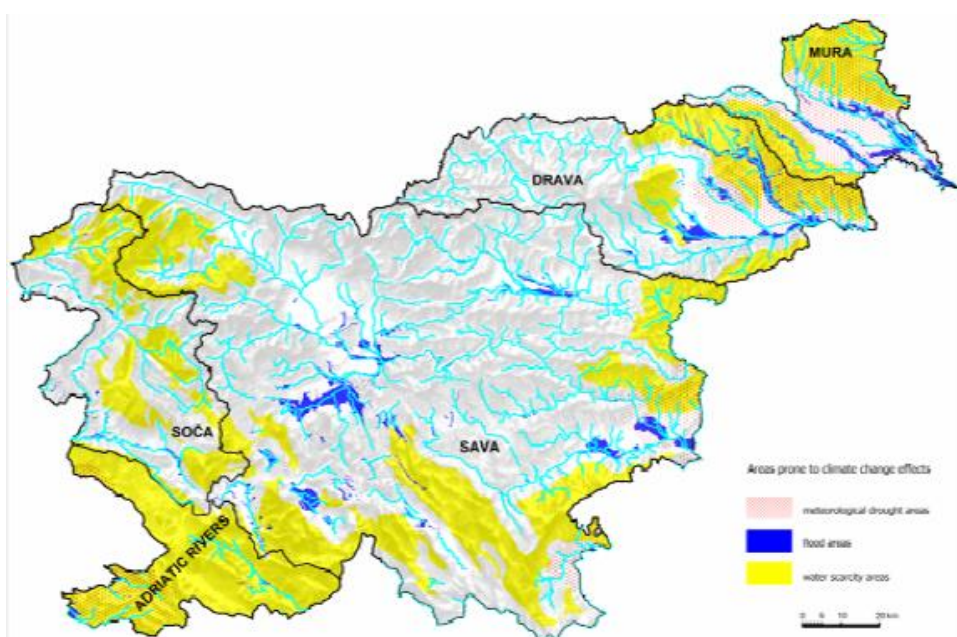 MURA
DRAVA
SOČA
SAVA
ADRIATIC RIVERS
Areas prone to climate change effects
meteorological drought areas
flood areas
water scarcity areas
0 5 10 20 km